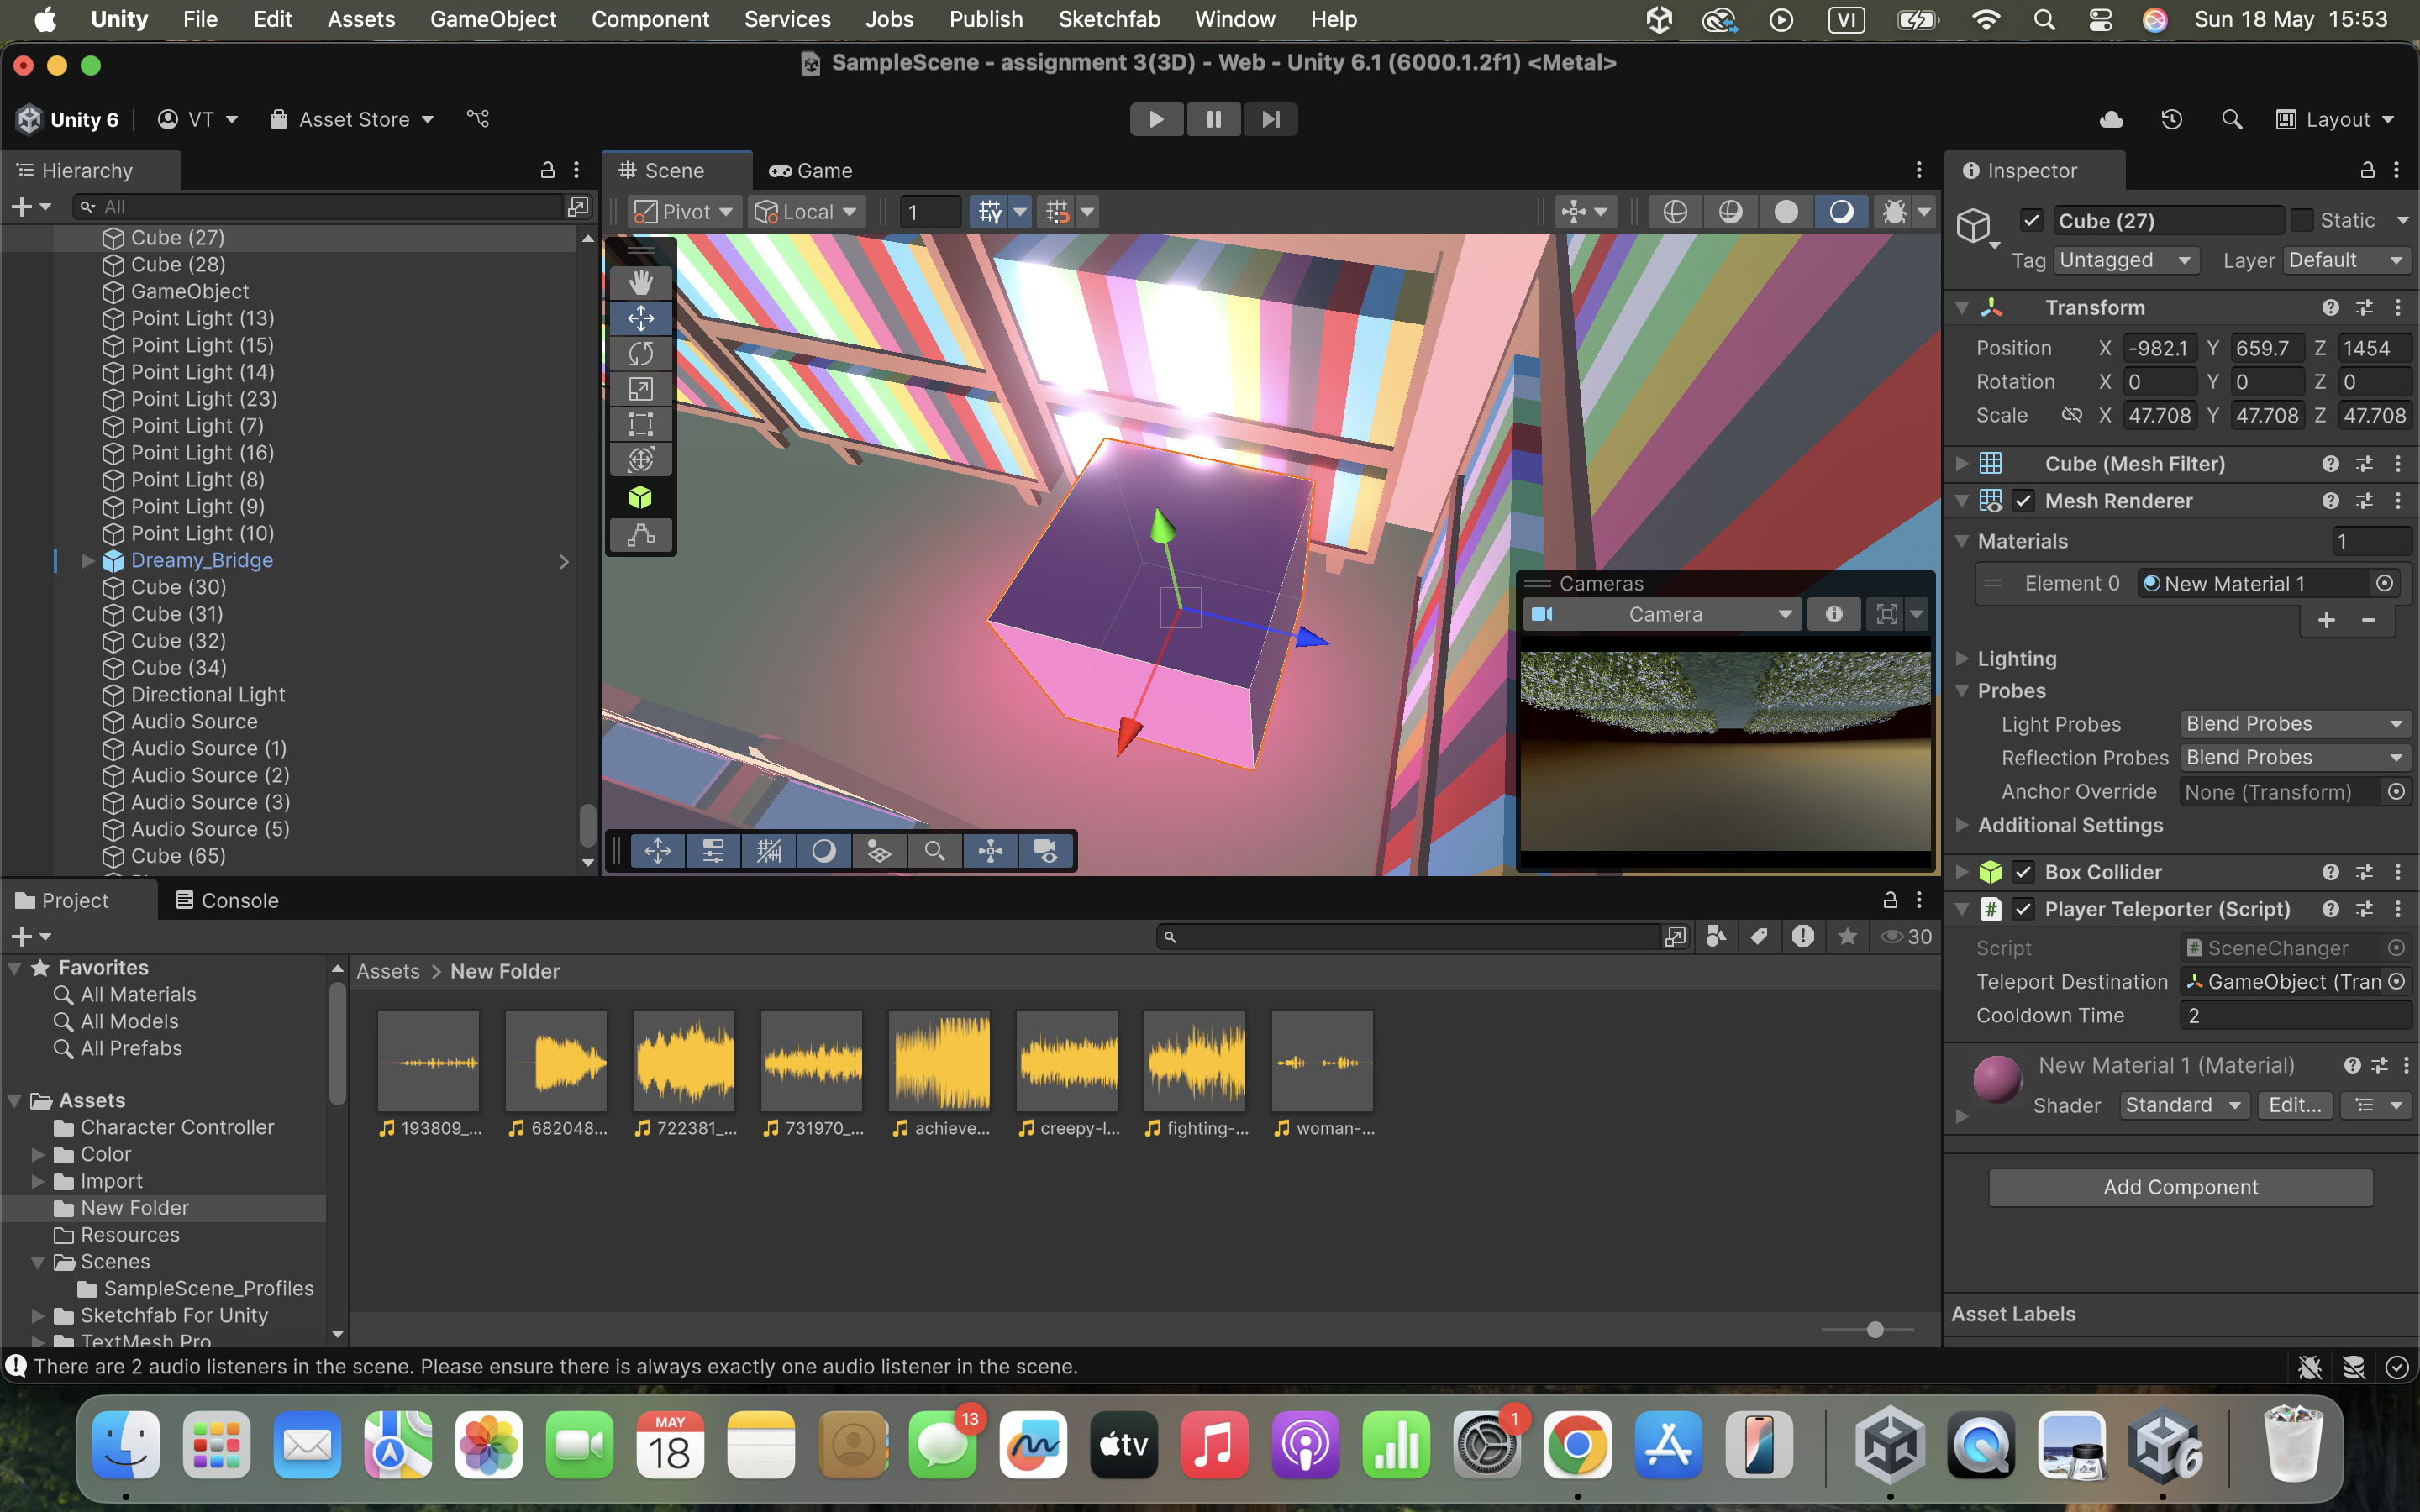 Unity File Edit Assets GameObject Component Services Jobs Publish Sketchfab Window Help VI Sun 18 May 15:53
SampleScene - assignment 3(3D) - Web - Unity 6.1 (6000.1.2f1) <Metal>
Unity 6 VT Asset Store Layout
Hierarchy
All
Cube (27)
Cube (28)
GameObject
Point Light (13)
Point Light (15)
Point Light (14)
Point Light (23)
Point Light (7)
Point Light (16)
Point Light (8)
Point Light (9)
Point Light (10)
Dreamy_Bridge
Cube (30)
Cube (31)
Cube (32)
Cube (34)
Directional Light
Audio Source
Audio Source (1)
Audio Source (2)
Audio Source (3)
Audio Source (5)
Cube (65)
Scene Game
Pivot Local 1
Cameras
Camera
Inspector
Cube (27) Static
Tag Untagged Layer Default
Transform
Position X -982.1 Y 659.7 Z 1454
Rotation X 0 Y 0 Z 0
Scale X 47.708 Y 47.708 Z 47.708
Cube (Mesh Filter)
Mesh Renderer
Materials 1
Element 0 New Material 1
Lighting
Probes
Light Probes Blend Probes
Reflection Probes Blend Probes
Anchor Override None (Transform)
Additional Settings
Box Collider
# Player Teleporter (Script)
Script # SceneChanger
Teleport Destination GameObject (Tran
Cooldown Time 2
New Material 1 (Material)
Shader Standard Edit...
Add Component
Asset Labels
Project Console
30
Favorites
All Materials
All Models
All Prefabs
Assets
Character Controller
Color
Import
New Folder
Resources
Scenes
SampleScene_Profiles
Sketchfab For Unity
TextMesh Pro
Assets > New Folder
193809_... 682048... 722381_... 731970_... achieve... creepy-l... fighting-... woman-...
There are 2 audio listeners in the scene. Please ensure there is always exactly one audio listener in the scene.
MAY
18
13
tv
1
6